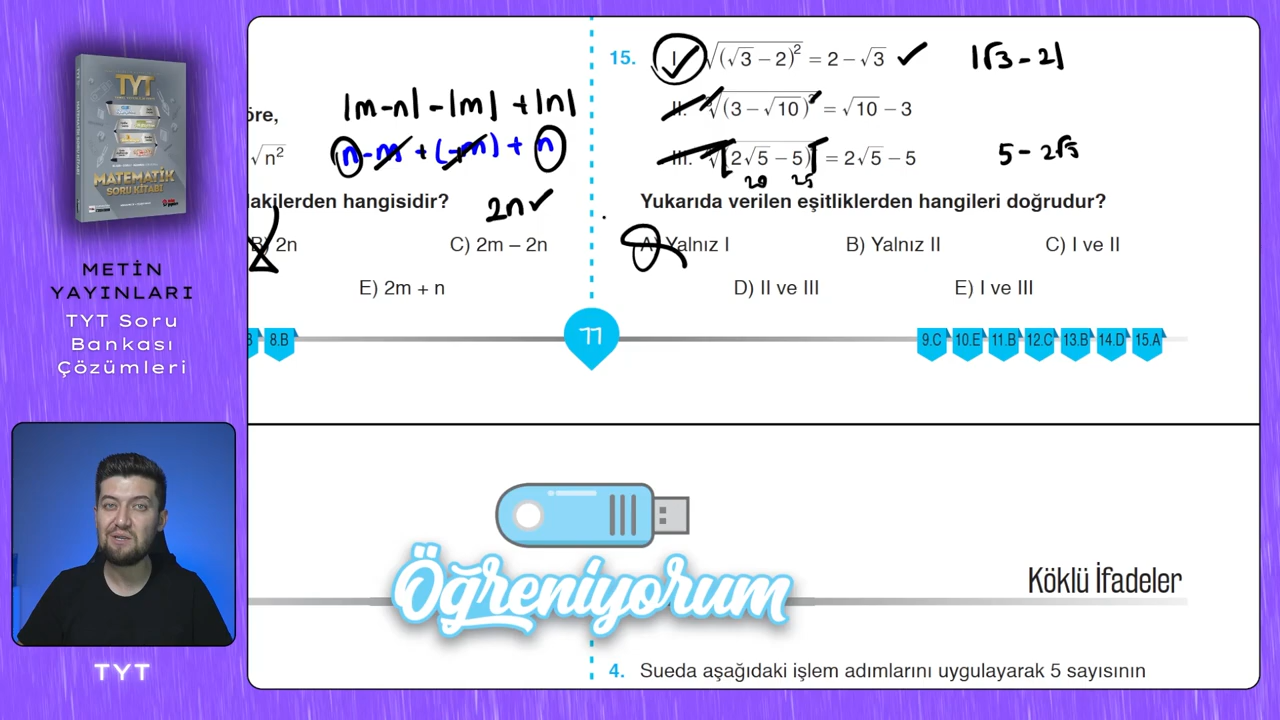 TYT
MATEMATİK
SORU KİTABI
METİN
YAYINLARI
TYT Soru
Bankası
Çözümleri
TYT
öre,
√n²
|m-n| - |m| + |n|
n - m + (+m) + n
akilerden hangisidir?
2n ✓
B) 2n
C) 2m – 2n
E) 2m + n
8.B
15. I. √(√3 – 2)² = 2 – √3 ✓
|√3 - 2|
II. ³√(3 – √10)³ = √10 – 3
III. √(2√5 – 5)² = 2√5 – 5
5 - 2√5
20 25
Yukarıda verilen eşitliklerden hangileri doğrudur?
A) Yalnız I
B) Yalnız II
C) I ve II
D) II ve III
E) I ve III
77
9.C 10.E 11.B 12.C 13.B 14.D 15.A
Öğreniyorum
Köklü İfadeler
4. Sueda aşağıdaki işlem adımlarını uygulayarak 5 sayısının